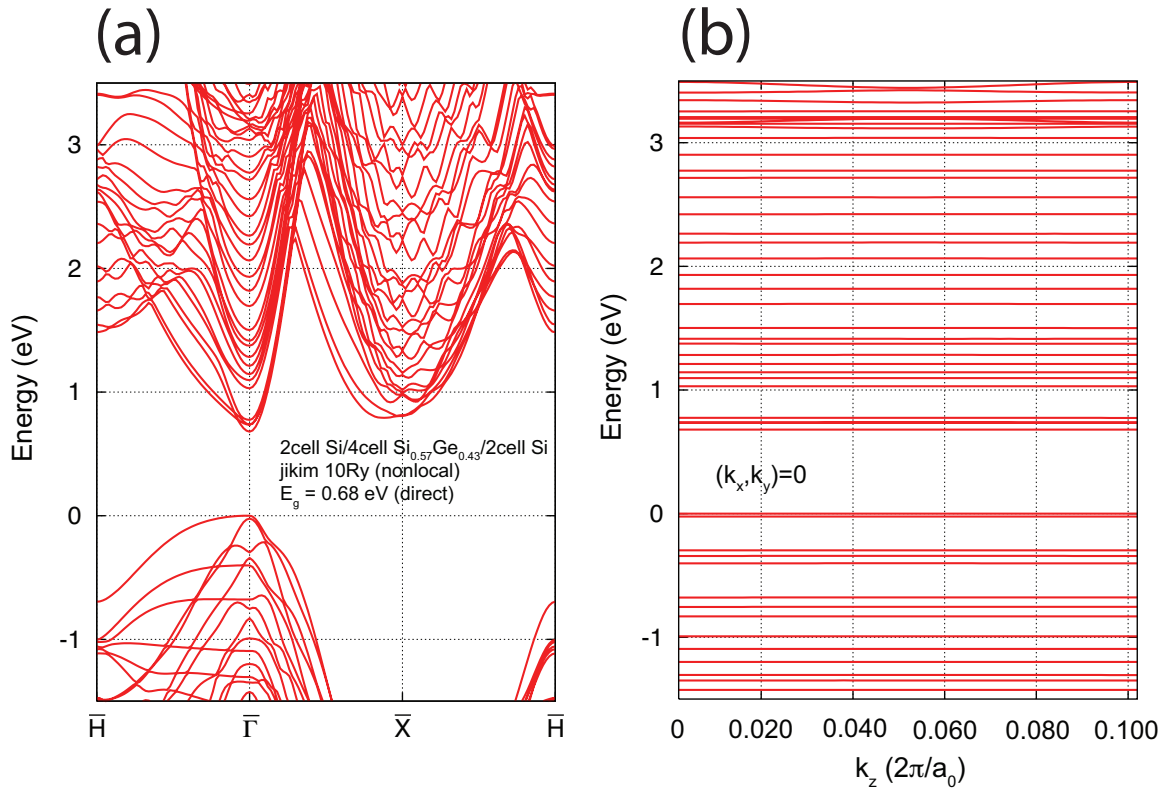 (a)
(b)
Energy (eV)
3
2
1
0
-1
2cell Si/4cell Si0.57Ge0.43/2cell Si
jikim 10Ry (nonlocal)
Eg = 0.68 eV (direct)
H̅ Γ̅ X̅ H̅
Energy (eV)
3
2
1
0
-1
(kx,ky)=0
0 0.020 0.040 0.060 0.080 0.100
kz (2π/a0)